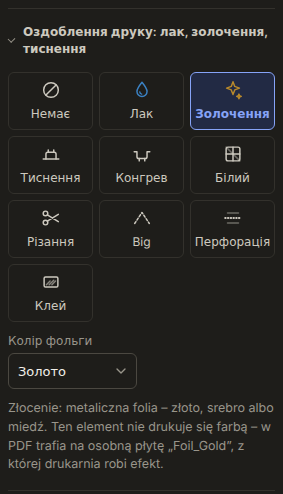 Оздоблення друку: лак, золочення,
тиснення
Немає
Лак
Золочення
Тиснення
Конгрев
Білий
Різання
Big
Перфорація
Клей
Колір фольги
Золото
Złocenie: metaliczna folia – złoto, srebro albo
miedź. Ten element nie drukuje się farbą – w
PDF trafia na osobną płytę „Foil_Gold”, z
której drukarnia robi efekt.